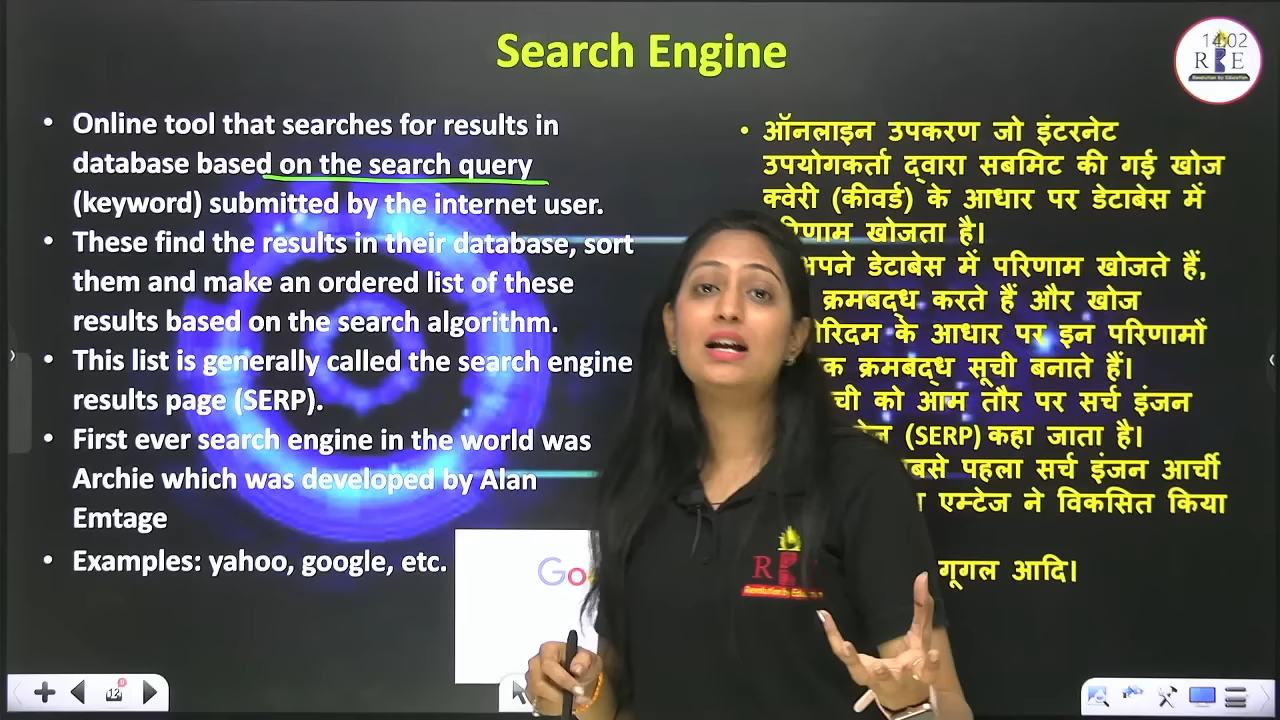 Search Engine
14:02
R E
Revolution by Education
• Online tool that searches for results in
database based on the search query
(keyword) submitted by the internet user.
• These find the results in their database, sort
them and make an ordered list of these
results based on the search algorithm.
• This list is generally called the search engine
results page (SERP).
• First ever search engine in the world was
Archie which was developed by Alan
Emtage
• Examples: yahoo, google, etc.
• ऑनलाइन उपकरण जो इंटरनेट
उपयोगकर्ता द्वारा सबमिट की गई खोज
क्वेरी (कीवर्ड) के आधार पर डेटाबेस में
खोजता है।
अपने डेटाबेस में परिणाम खोजते हैं,
क्रमबद्ध करते हैं और खोज
के आधार पर इन परिणामों
क्रमबद्ध सूची बनाते हैं।
को आम तौर पर सर्च इंजन
(SERP) कहा जाता है।
पहला सर्च इंजन आर्ची
एम्टेज ने विकसित किया
गूगल आदि।
12